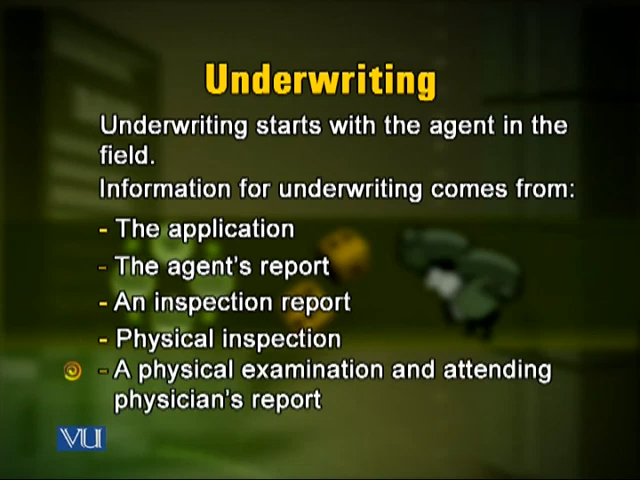 Underwriting
Underwriting starts with the agent in the
field.
Information for underwriting comes from:
- The application
- The agent's report
- An inspection report
- Physical inspection
- A physical examination and attending
physician's report
VU